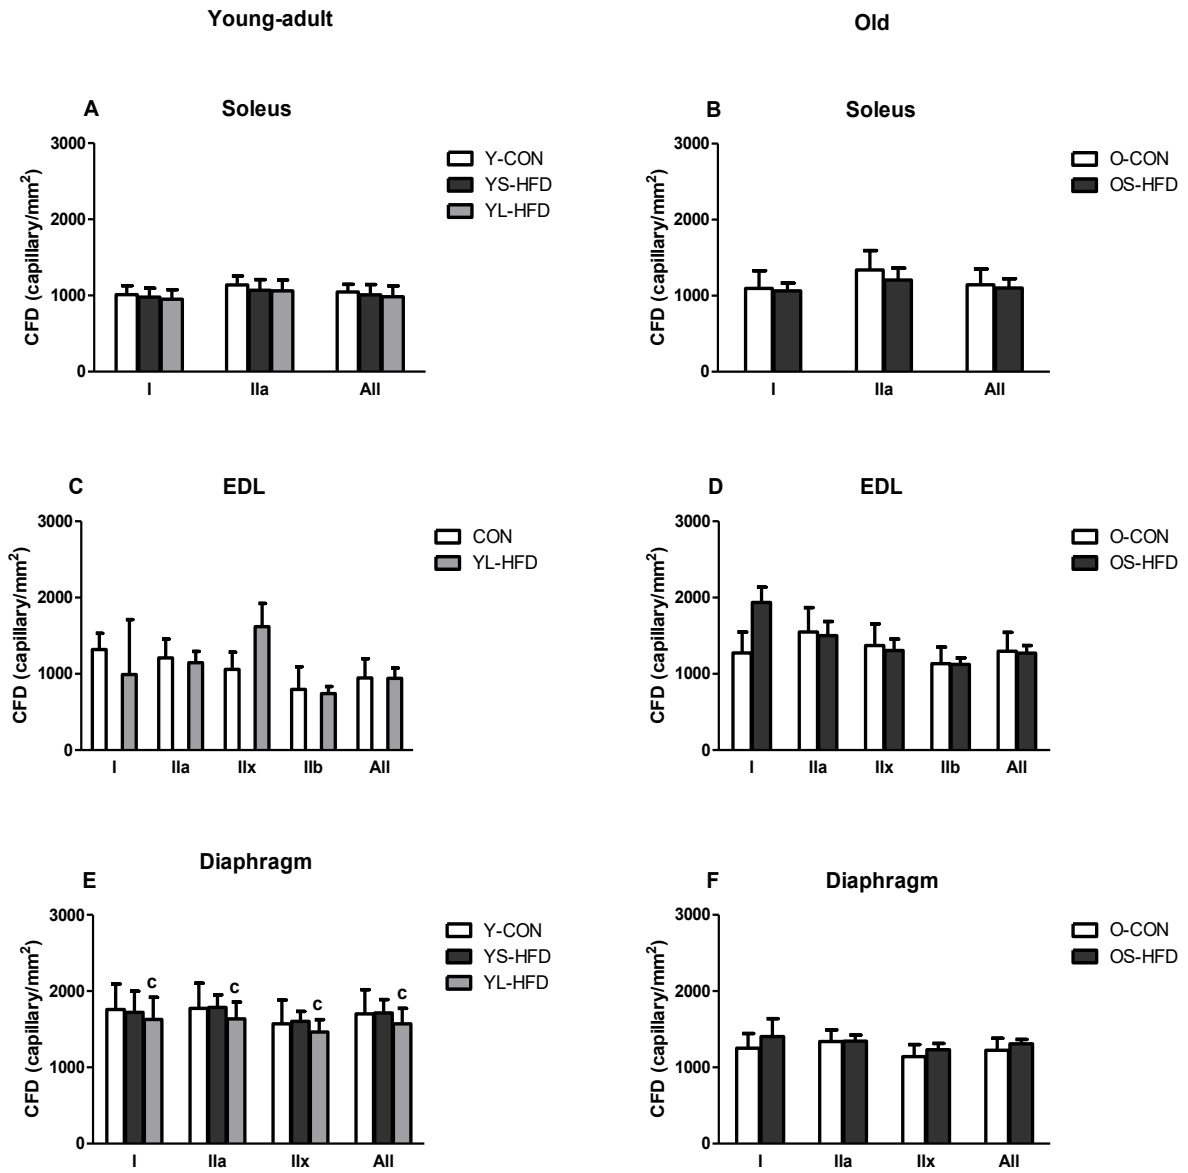 Young-adult
Old
A
Soleus
3000
2000
1000
0
CFD (capillary/mm²)
I
IIa
All
Y-CON
YS-HFD
YL-HFD
B
Soleus
3000
2000
1000
0
CFD (capillary/mm²)
I
IIa
All
O-CON
OS-HFD
C
EDL
3000
2000
1000
0
CFD (capillary/mm²)
I
IIa
IIx
IIb
All
CON
YL-HFD
D
EDL
3000
2000
1000
0
CFD (capillary/mm²)
I
IIa
IIx
IIb
All
O-CON
OS-HFD
E
Diaphragm
3000
2000
1000
0
CFD (capillary/mm²)
c
c
c
c
I
IIa
IIx
All
Y-CON
YS-HFD
YL-HFD
F
Diaphragm
3000
2000
1000
0
CFD (capillary/mm²)
I
IIa
IIx
All
O-CON
OS-HFD